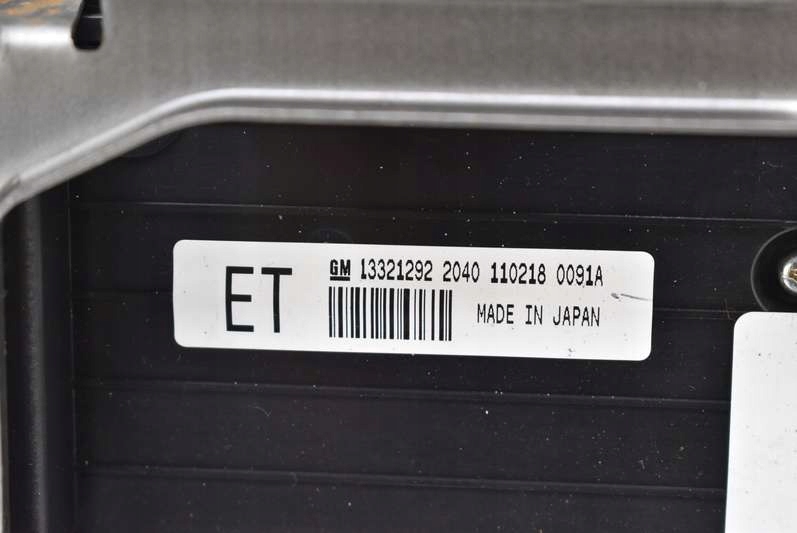 ET
GM 13321292 2040 110218 0091A
MADE IN JAPAN